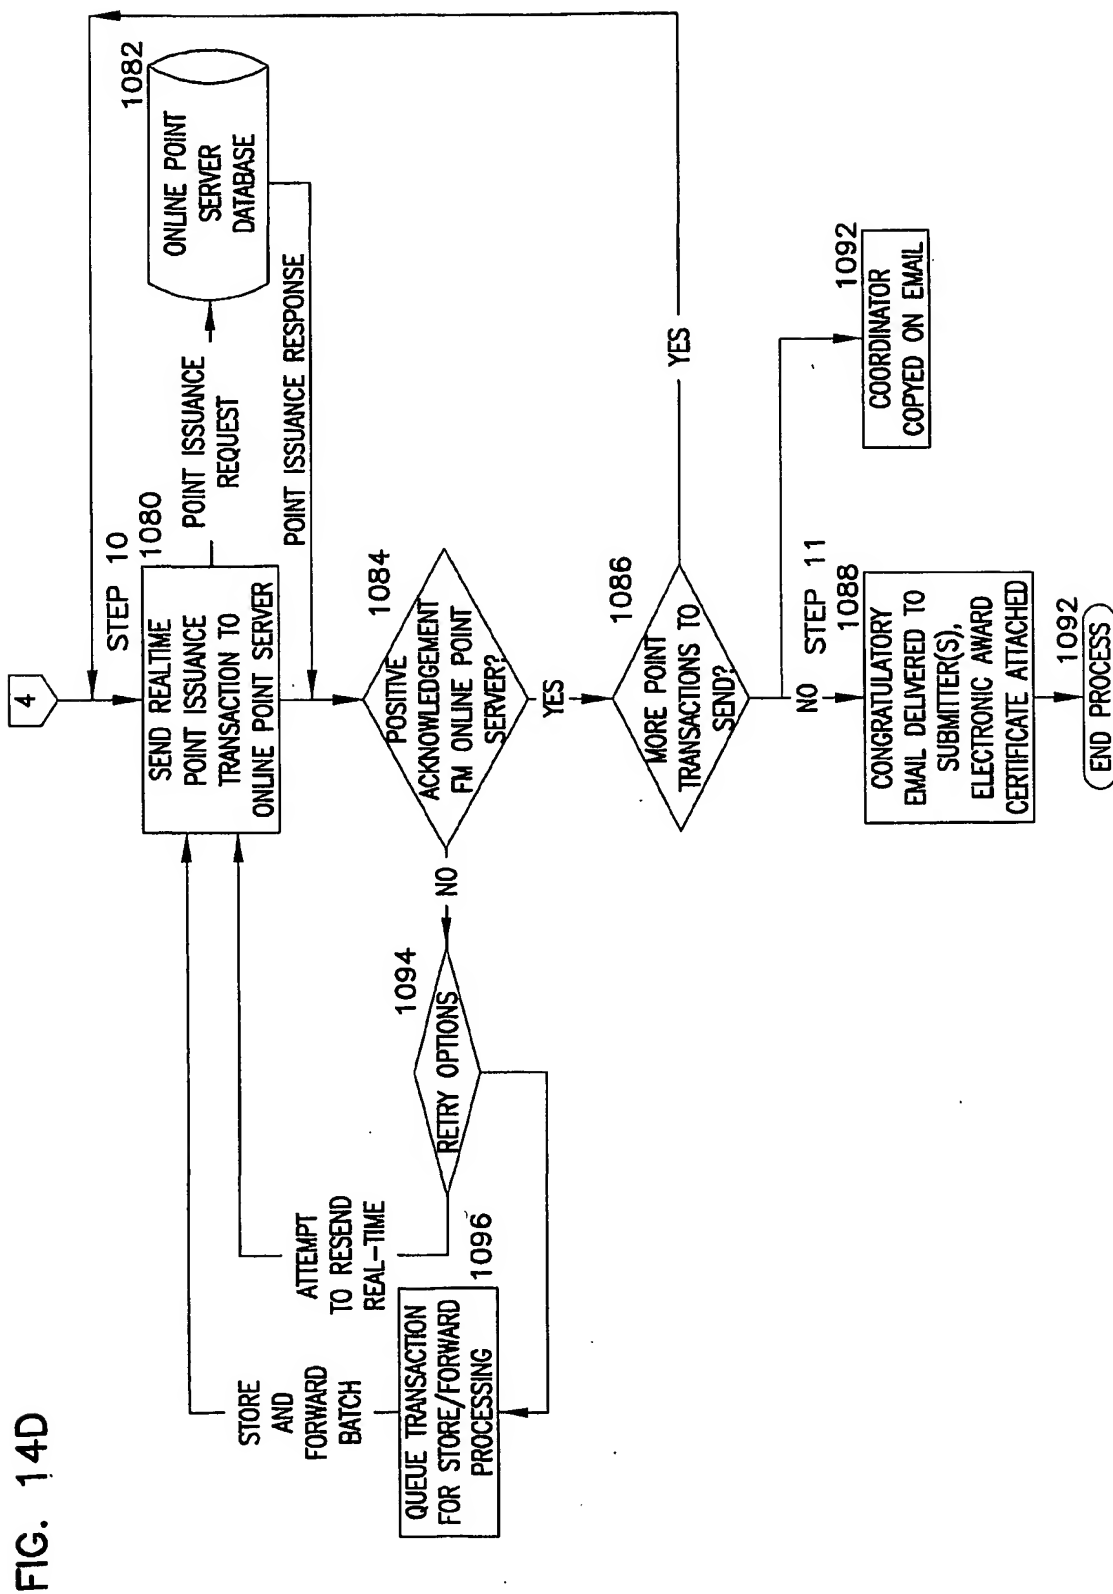 FIG. 14D
4
STEP 10
1080
SEND REALTIME
POINT ISSUANCE
TRANSACTION TO
ONLINE POINT SERVER
POINT ISSUANCE
REQUEST
1082
ONLINE POINT
SERVER
DATABASE
POINT ISSUANCE RESPONSE
1084
POSITIVE
ACKNOWLEDGEMENT
FM ONLINE POINT
SERVER?
NO
YES
1094
RETRY OPTIONS
ATTEMPT
TO RESEND
REAL-TIME
STORE
AND
FORWARD
BATCH
1096
QUEUE TRANSACTION
FOR STORE/FORWARD
PROCESSING
1086
MORE POINT
TRANSACTIONS TO
SEND?
YES
NO
STEP 11
1088
CONGRATULATORY
EMAIL DELIVERED TO
SUBMITTER(S),
ELECTRONIC AWARD
CERTIFICATE ATTACHED
1092
COORDINATOR
COPYED ON EMAIL
1092
END PROCESS